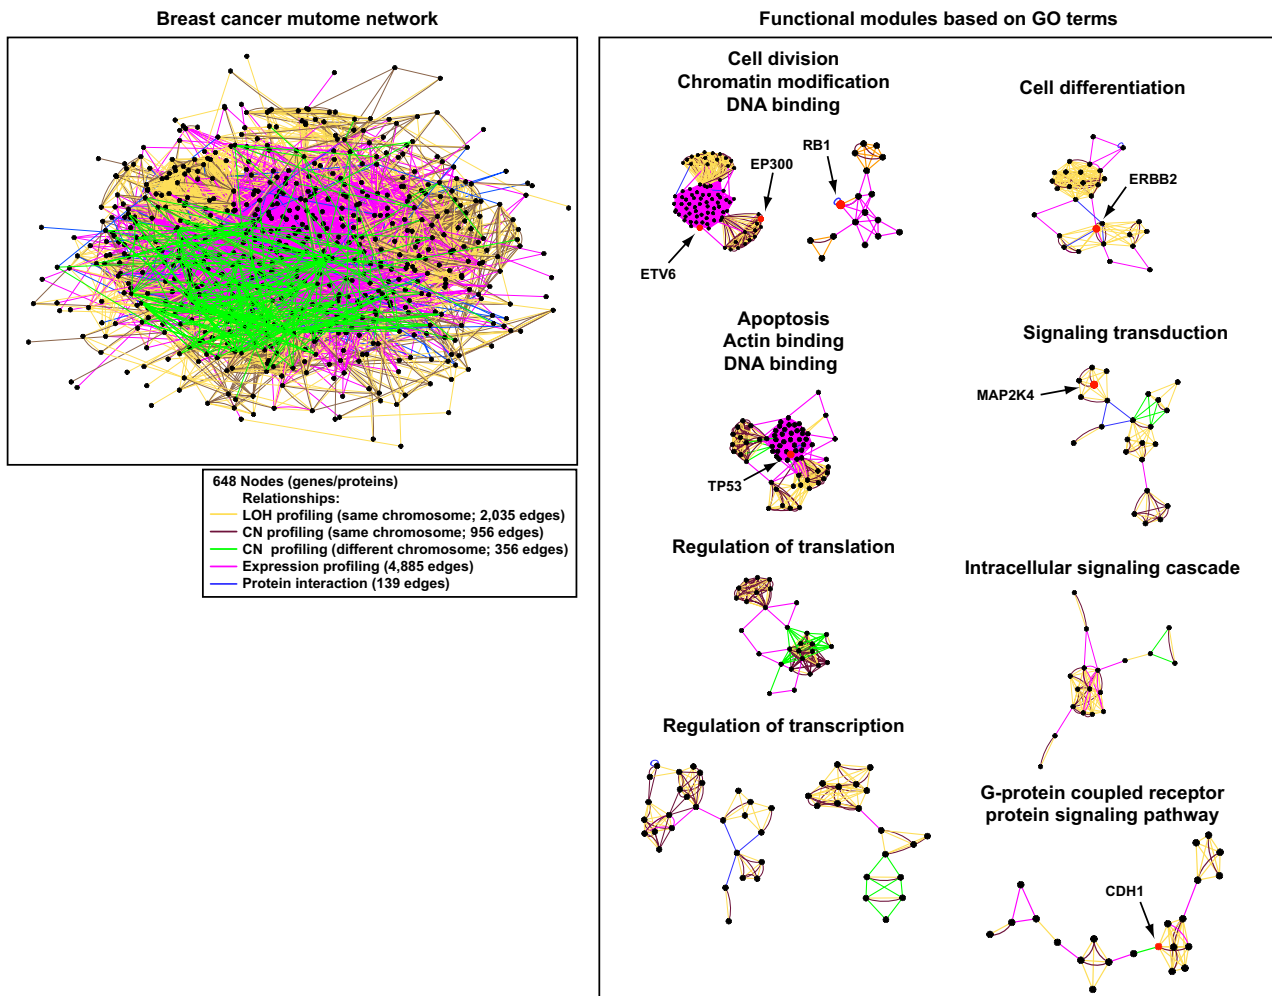 Breast cancer mutome network
648 Nodes (genes/proteins)
Relationships:
LOH profiling (same chromosome; 2,035 edges)
CN profiling (same chromosome; 956 edges)
CN profiling (different chromosome; 356 edges)
Expression profiling (4,885 edges)
Protein interaction (139 edges)
Functional modules based on GO terms
Cell division
Chromatin modification
DNA binding
RB1
EP300
ETV6
Cell differentiation
ERBB2
Apoptosis
Actin binding
DNA binding
TP53
Signaling transduction
MAP2K4
Regulation of translation
Intracellular signaling cascade
Regulation of transcription
G-protein coupled receptor
protein signaling pathway
CDH1